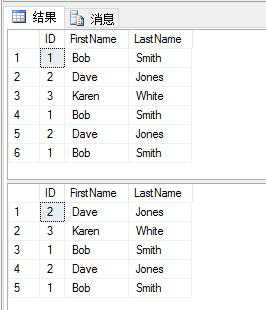 结果 消息
ID FirstName LastName
1 1 Bob Smith
2 2 Dave Jones
3 3 Karen White
4 1 Bob Smith
5 2 Dave Jones
6 1 Bob Smith
ID FirstName LastName
1 2 Dave Jones
2 3 Karen White
3 1 Bob Smith
4 2 Dave Jones
5 1 Bob Smith